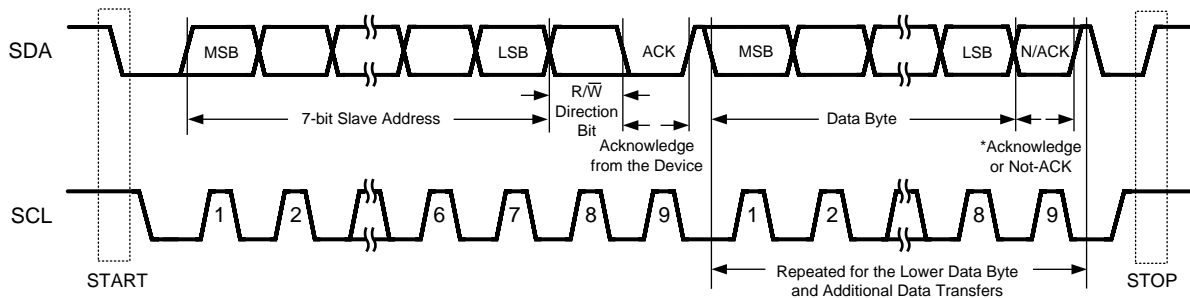 SDA
MSB
LSB
ACK
MSB
LSB
N/ACK
R/W̅
Direction
Bit
7-bit Slave Address
Data Byte
Acknowledge
from the Device
*Acknowledge
or Not-ACK
SCL
1
2
6
7
8
9
1
2
8
9
START
Repeated for the Lower Data Byte
and Additional Data Transfers
STOP